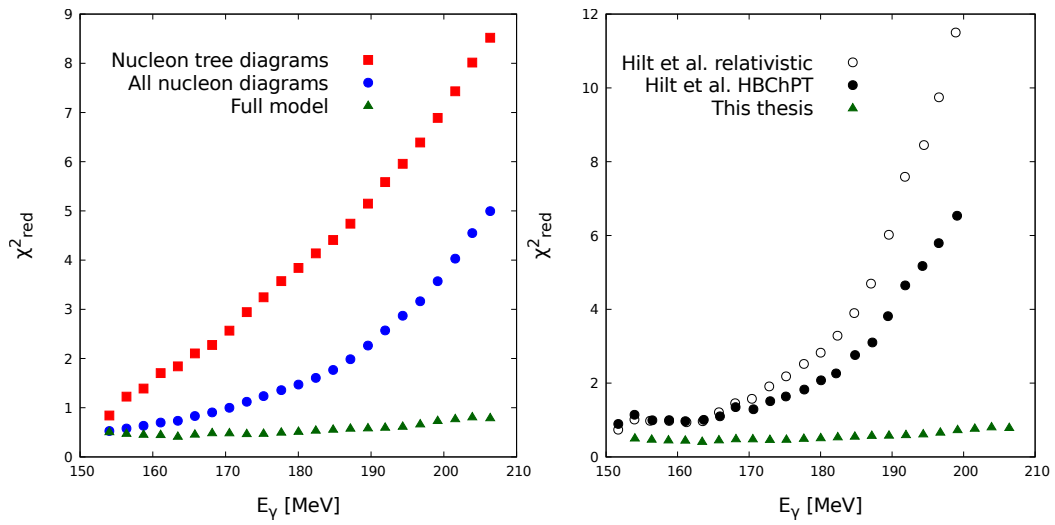 9
8
7
6
5
4
3
2
1
0
χ²red
Nucleon tree diagrams
All nucleon diagrams
Full model
150 160 170 180 190 200 210
Eγ [MeV]
12
10
8
6
4
2
0
χ²red
Hilt et al. relativistic
Hilt et al. HBChPT
This thesis
150 160 170 180 190 200 210
Eγ [MeV]